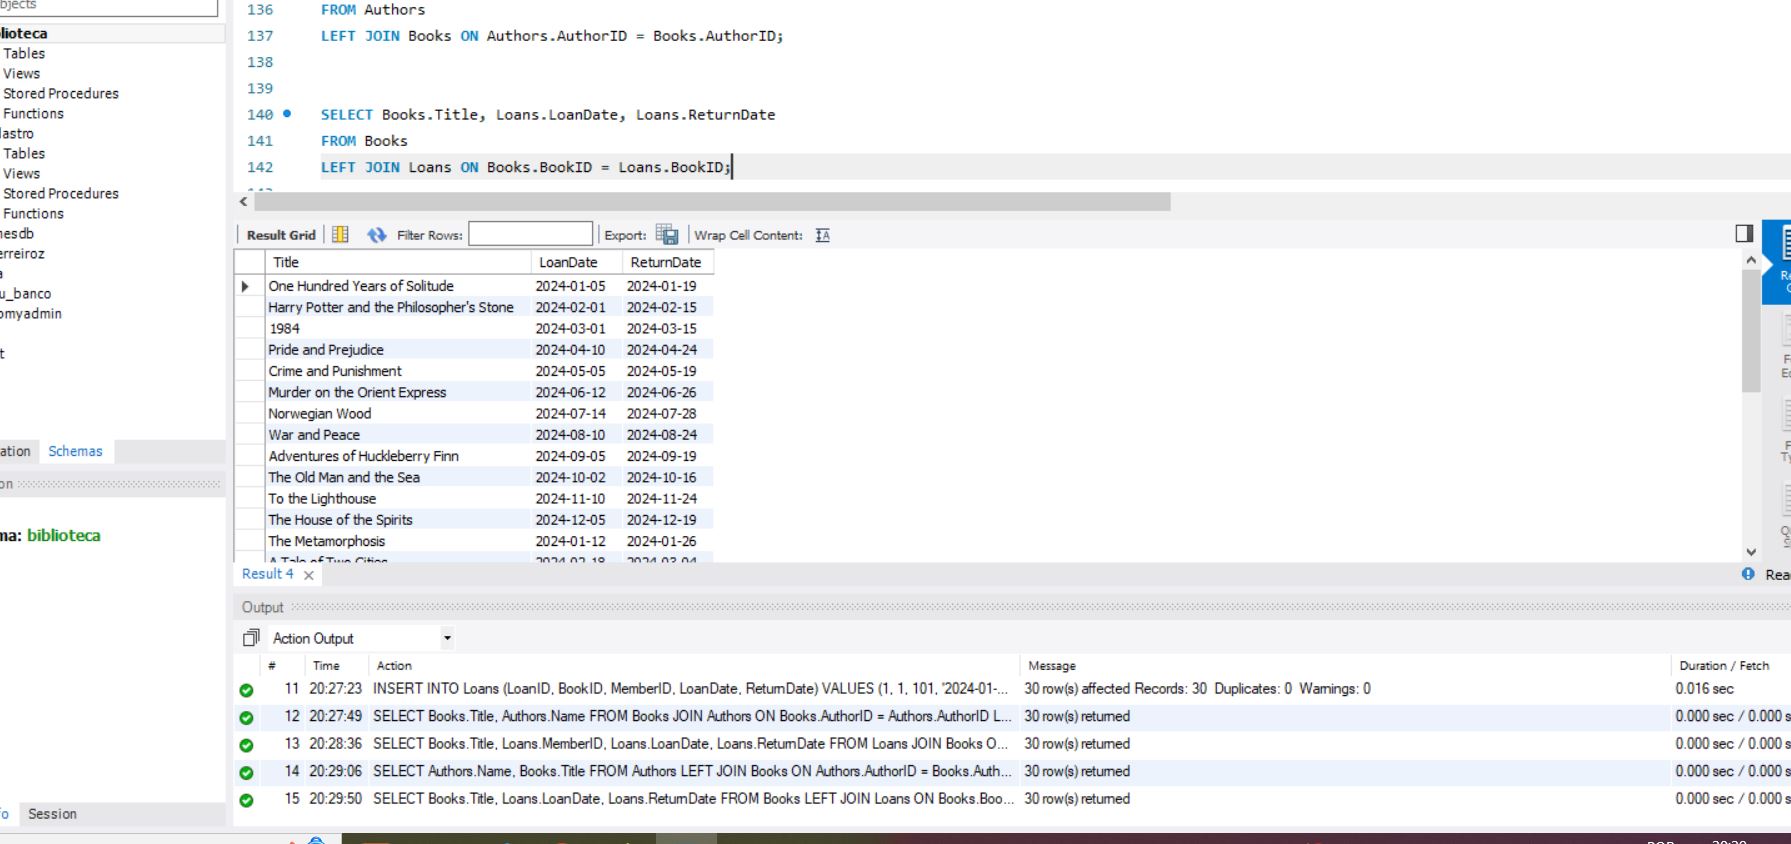 bjects
lioteca
Tables
Views
Stored Procedures
Functions
lastro
Tables
Views
Stored Procedures
Functions
nesdb
erreiroz
a
u_banco
omyadmin
t
ation Schemas
on
ma: biblioteca
fo Session
136 FROM Authors
137 LEFT JOIN Books ON Authors.AuthorID = Books.AuthorID;
138
139
140 SELECT Books.Title, Loans.LoanDate, Loans.ReturnDate
141 FROM Books
142 LEFT JOIN Loans ON Books.BookID = Loans.BookID;
Result Grid Filter Rows: Export: Wrap Cell Content:
Title LoanDate ReturnDate
One Hundred Years of Solitude 2024-01-05 2024-01-19
Harry Potter and the Philosopher's Stone 2024-02-01 2024-02-15
1984 2024-03-01 2024-03-15
Pride and Prejudice 2024-04-10 2024-04-24
Crime and Punishment 2024-05-05 2024-05-19
Murder on the Orient Express 2024-06-12 2024-06-26
Norwegian Wood 2024-07-14 2024-07-28
War and Peace 2024-08-10 2024-08-24
Adventures of Huckleberry Finn 2024-09-05 2024-09-19
The Old Man and the Sea 2024-10-02 2024-10-16
To the Lighthouse 2024-11-10 2024-11-24
The House of the Spirits 2024-12-05 2024-12-19
The Metamorphosis 2024-01-12 2024-01-26
A Tale of Two Cities 2024-02-18 2024-03-04
Result 4 Rea
Output
Action Output
# Time Action Message Duration / Fetch
11 20:27:23 INSERT INTO Loans (LoanID, BookID, MemberID, LoanDate, ReturnDate) VALUES (1, 1, 101, '2024-01-... 30 row(s) affected Records: 30 Duplicates: 0 Warnings: 0 0.016 sec
12 20:27:49 SELECT Books.Title, Authors.Name FROM Books JOIN Authors ON Books.AuthorID = Authors.AuthorID L... 30 row(s) returned 0.000 sec / 0.000 s
13 20:28:36 SELECT Books.Title, Loans.MemberID, Loans.LoanDate, Loans.ReturnDate FROM Loans JOIN Books O... 30 row(s) returned 0.000 sec / 0.000 s
14 20:29:06 SELECT Authors.Name, Books.Title FROM Authors LEFT JOIN Books ON Authors.AuthorID = Books.Auth... 30 row(s) returned 0.000 sec / 0.000 s
15 20:29:50 SELECT Books.Title, Loans.LoanDate, Loans.ReturnDate FROM Books LEFT JOIN Loans ON Books.Boo... 30 row(s) returned 0.000 sec / 0.000 s